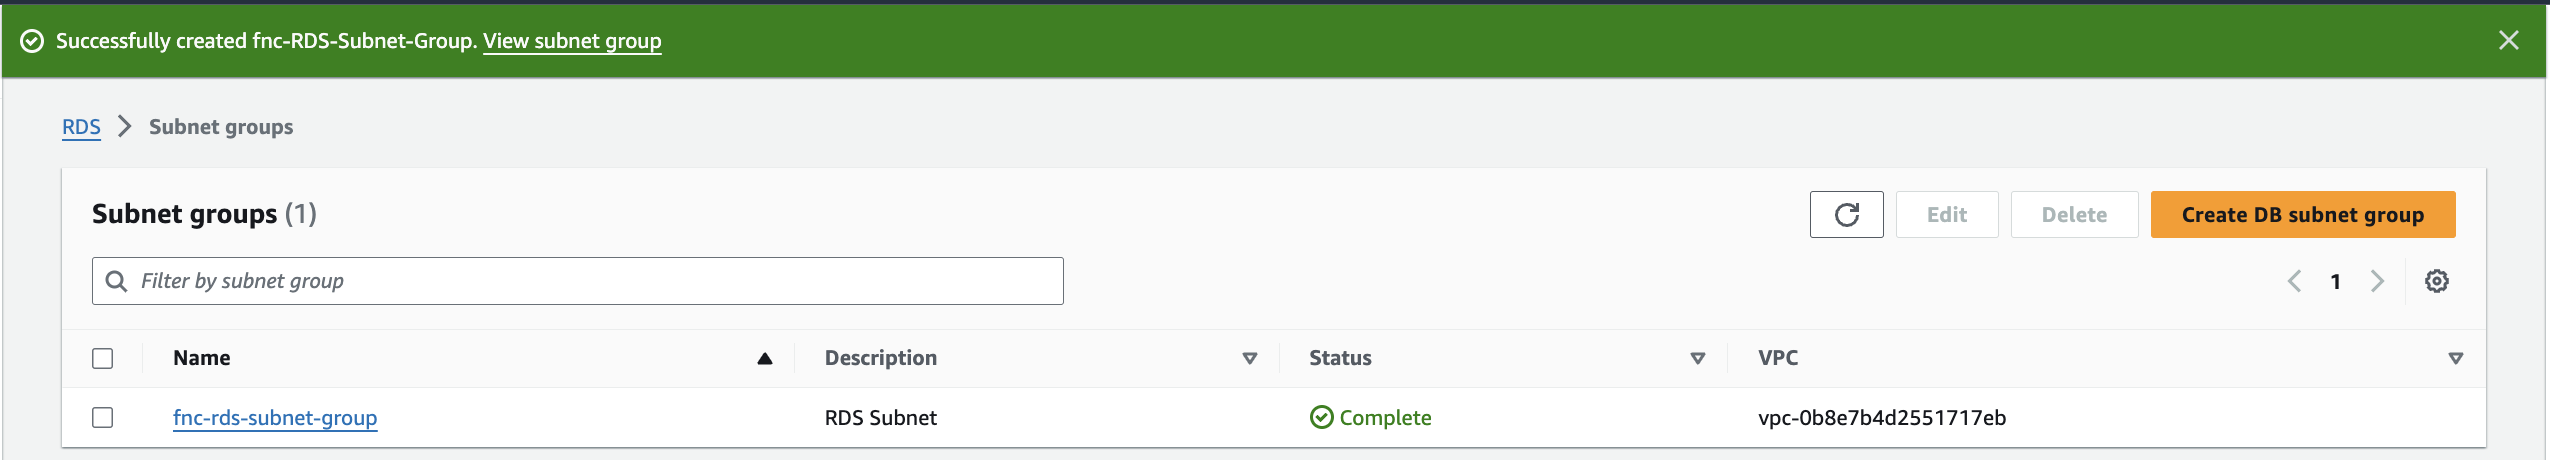 Successfully created fnc-RDS-Subnet-Group. View subnet group
RDS Subnet groups
Subnet groups (1)
Edit Delete Create DB subnet group
Filter by subnet group
1
Name Description Status VPC
fnc-rds-subnet-group RDS Subnet Complete vpc-0b8e7b4d2551717eb